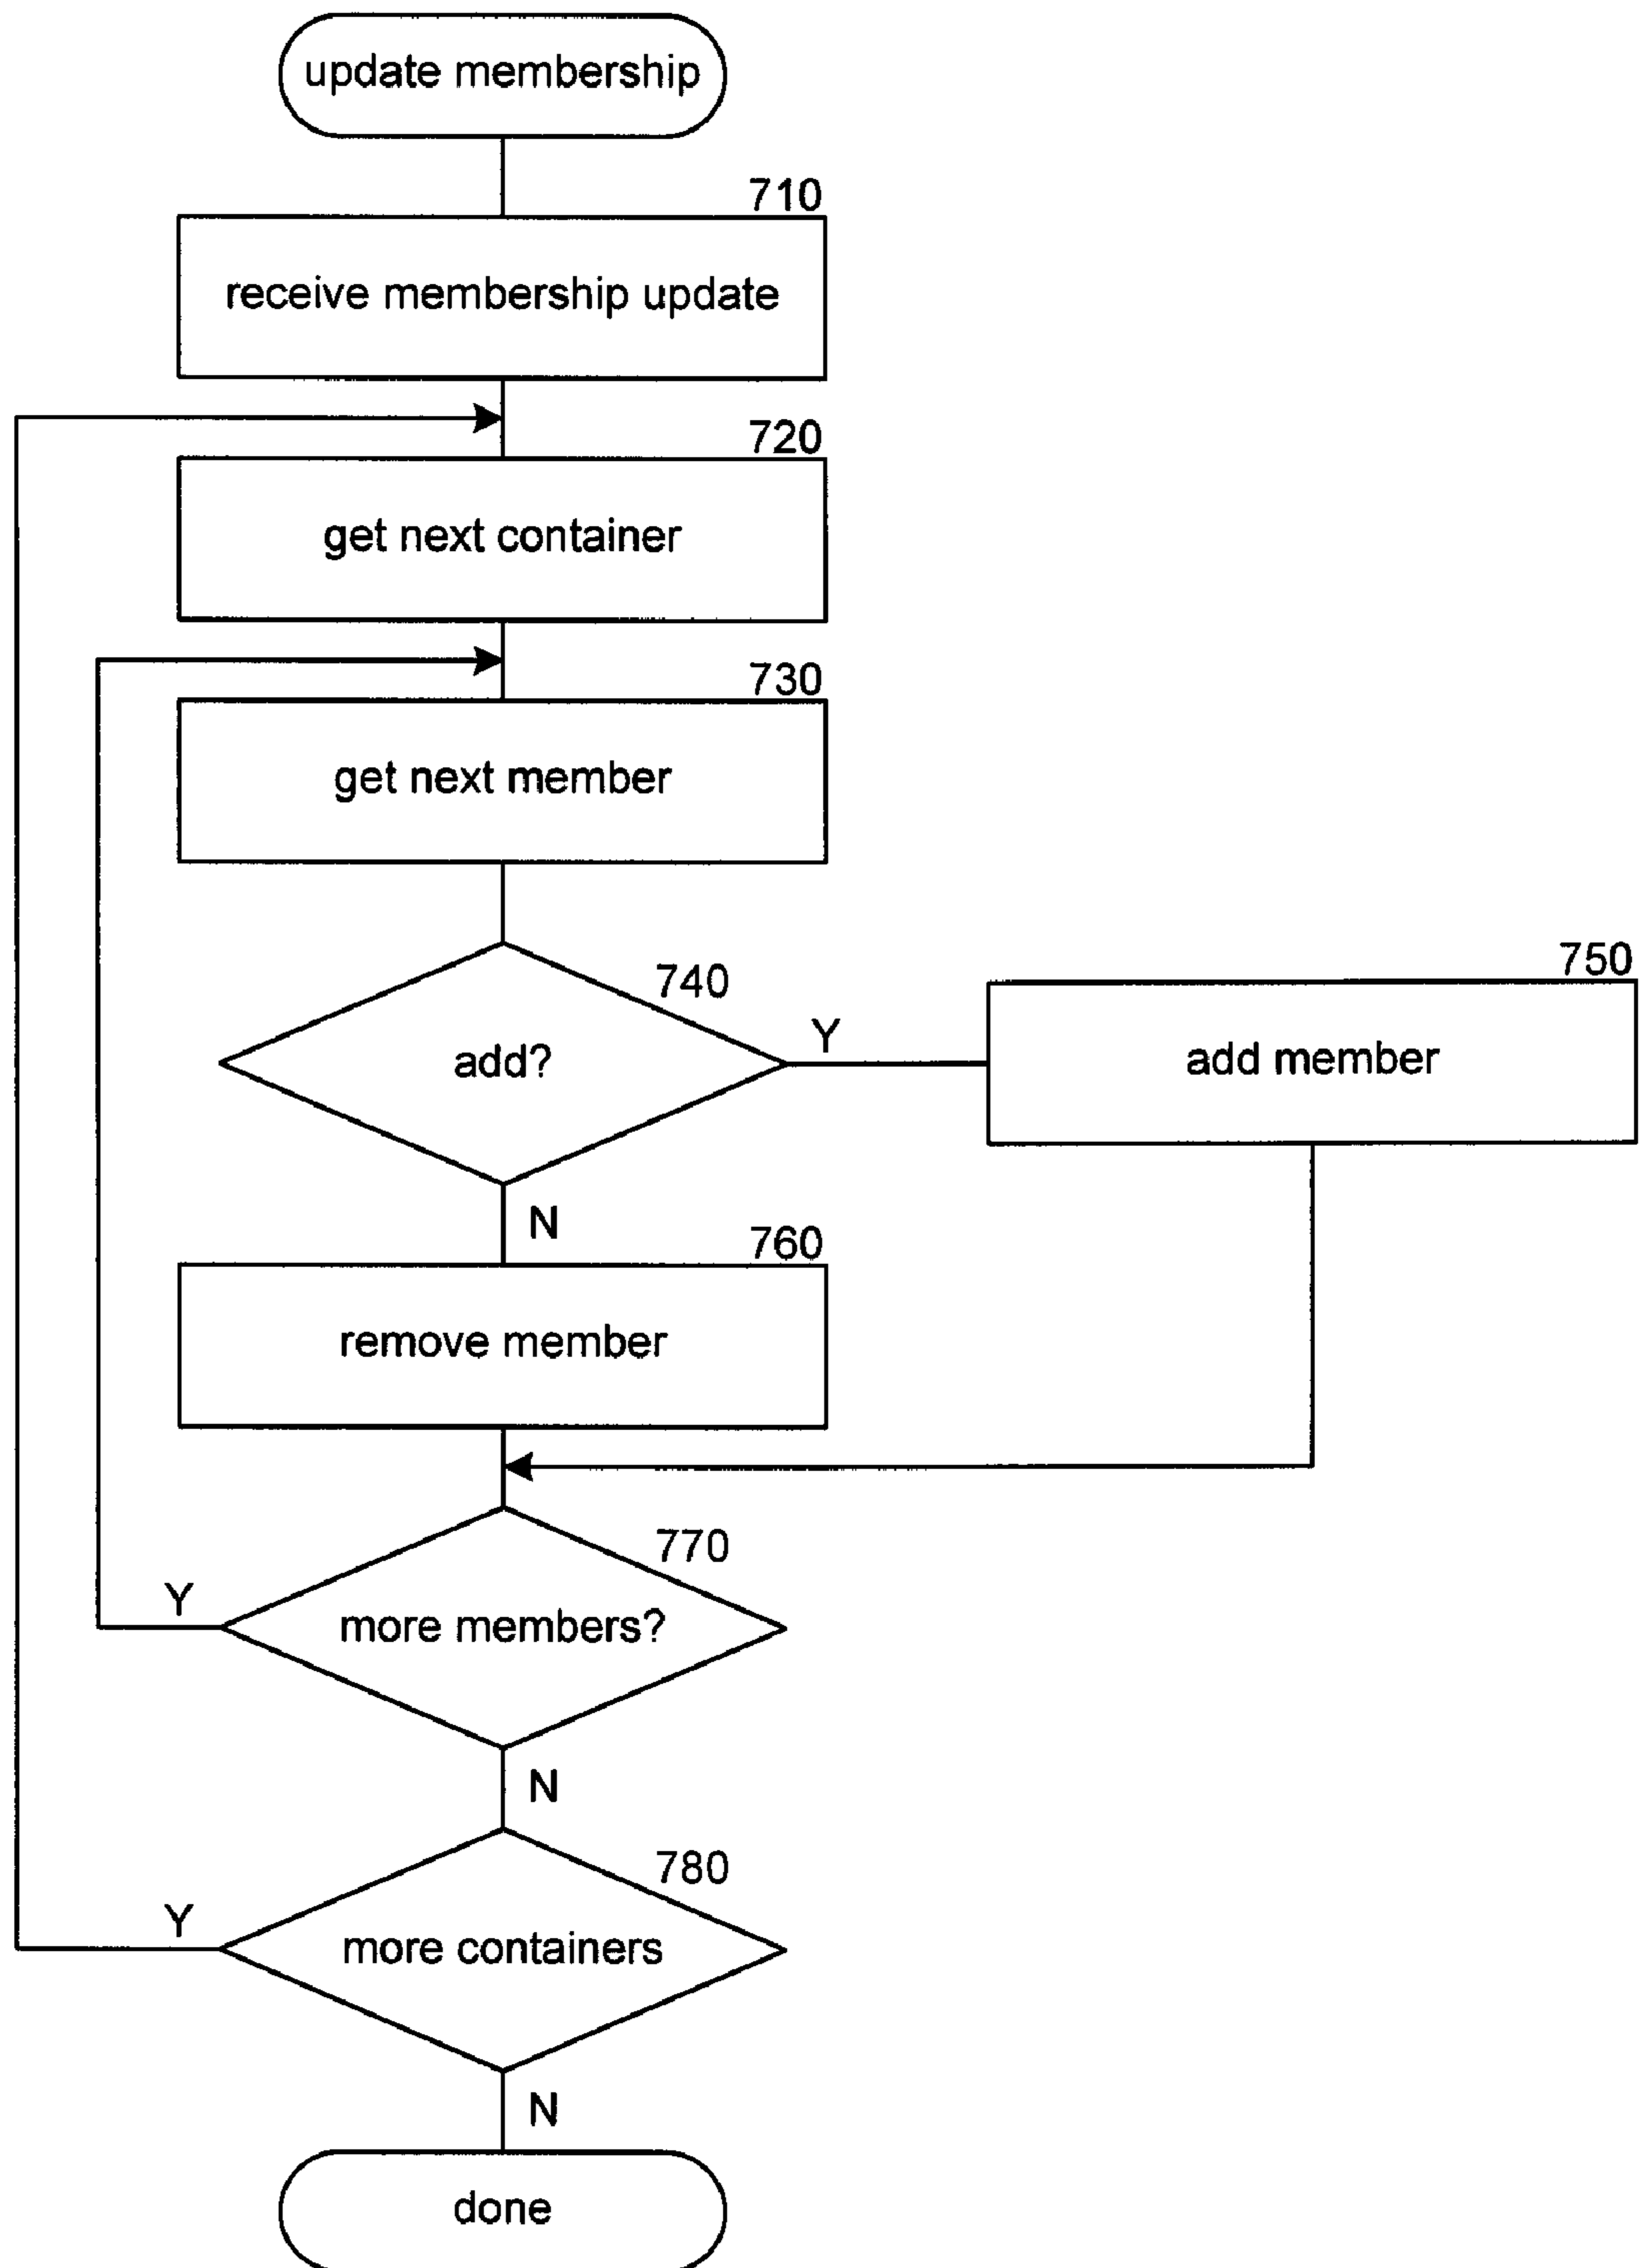 update membership
710
receive membership update
720
get next container
730
get next member
740
add?
Y
750
add member
N
760
remove member
770
more members?
Y
N
780
more containers
Y
N
done